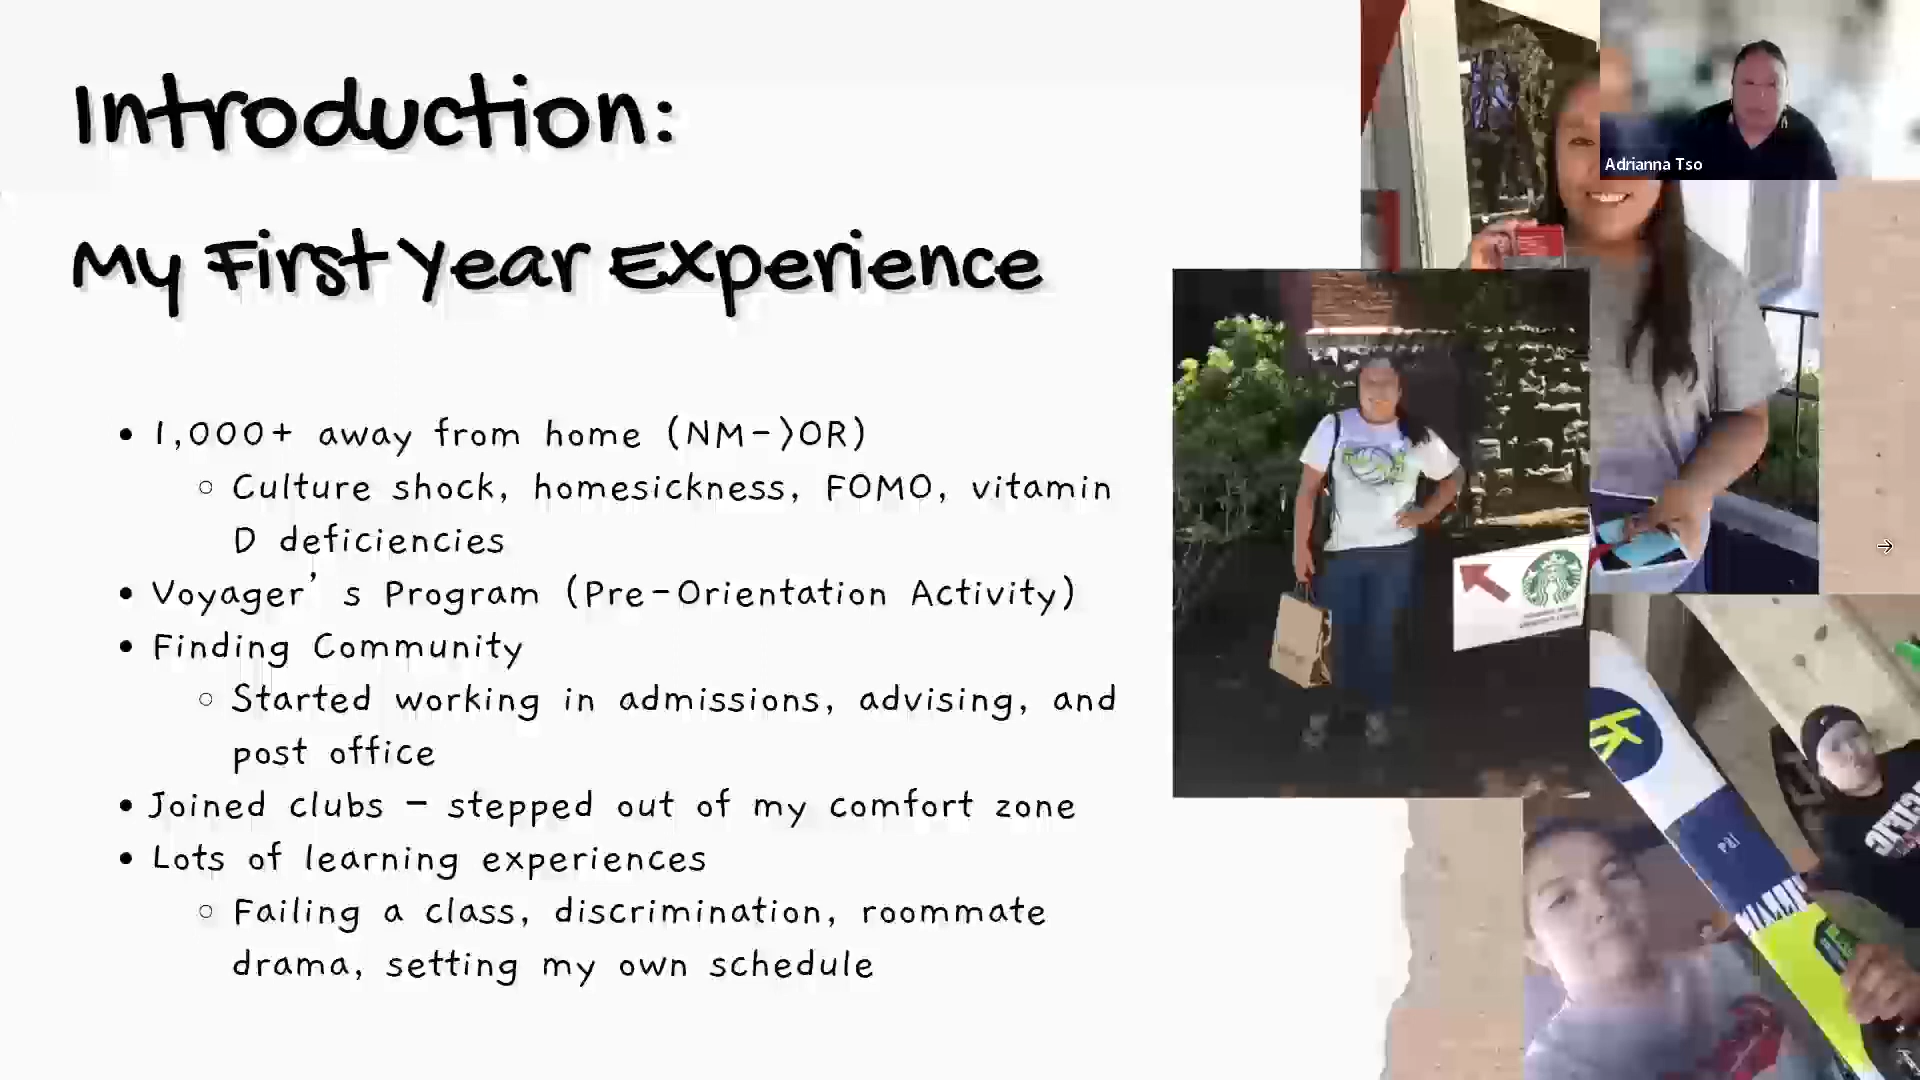 Introduction:
My First Year Experience
Adrianna Tso
• 1,000+ away from home (NM->OR)
○ Culture shock, homesickness, FOMO, vitamin
D deficiencies
• Voyager's Program (Pre-Orientation Activity)
• Finding Community
○ Started working in admissions, advising, and
post office
• Joined clubs - stepped out of my comfort zone
• Lots of learning experiences
○ Failing a class, discrimination, roommate
drama, setting my own schedule